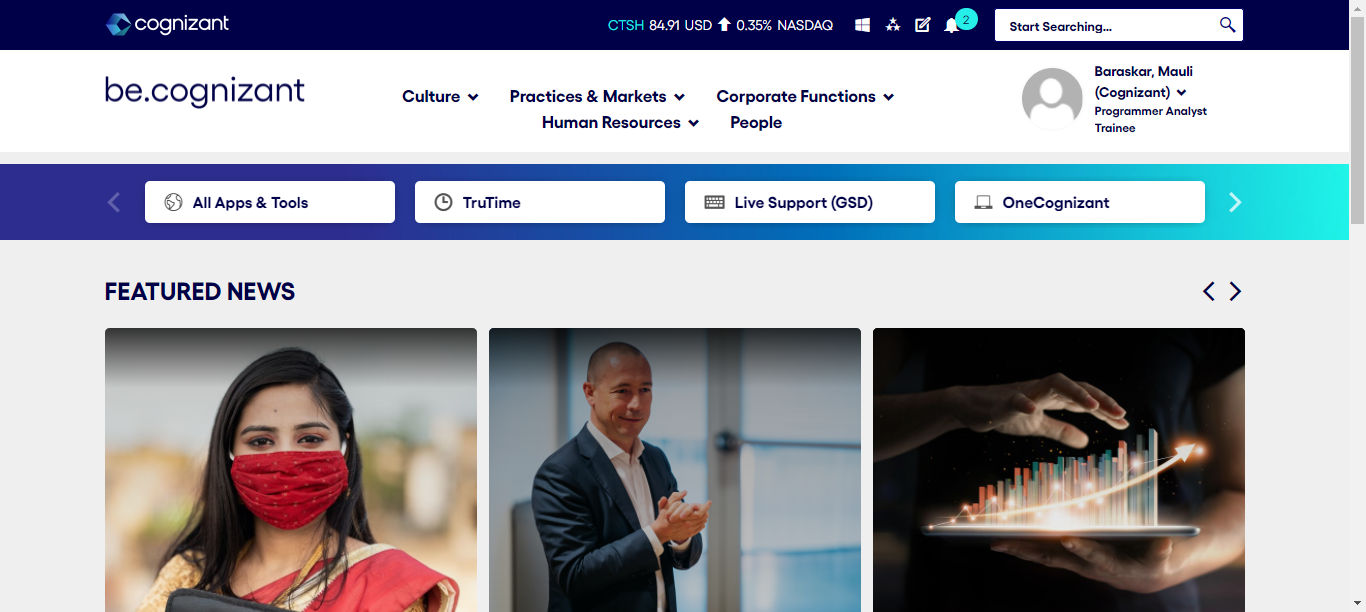 cognizant
CTSH 84.91 USD 0.35% NASDAQ
2
Start Searching...
be.cognizant
Culture
Practices & Markets
Corporate Functions
Human Resources
People
Baraskar, Mauli
(Cognizant)
Programmer Analyst
Trainee
All Apps & Tools
TruTime
Live Support (GSD)
OneCognizant
FEATURED NEWS